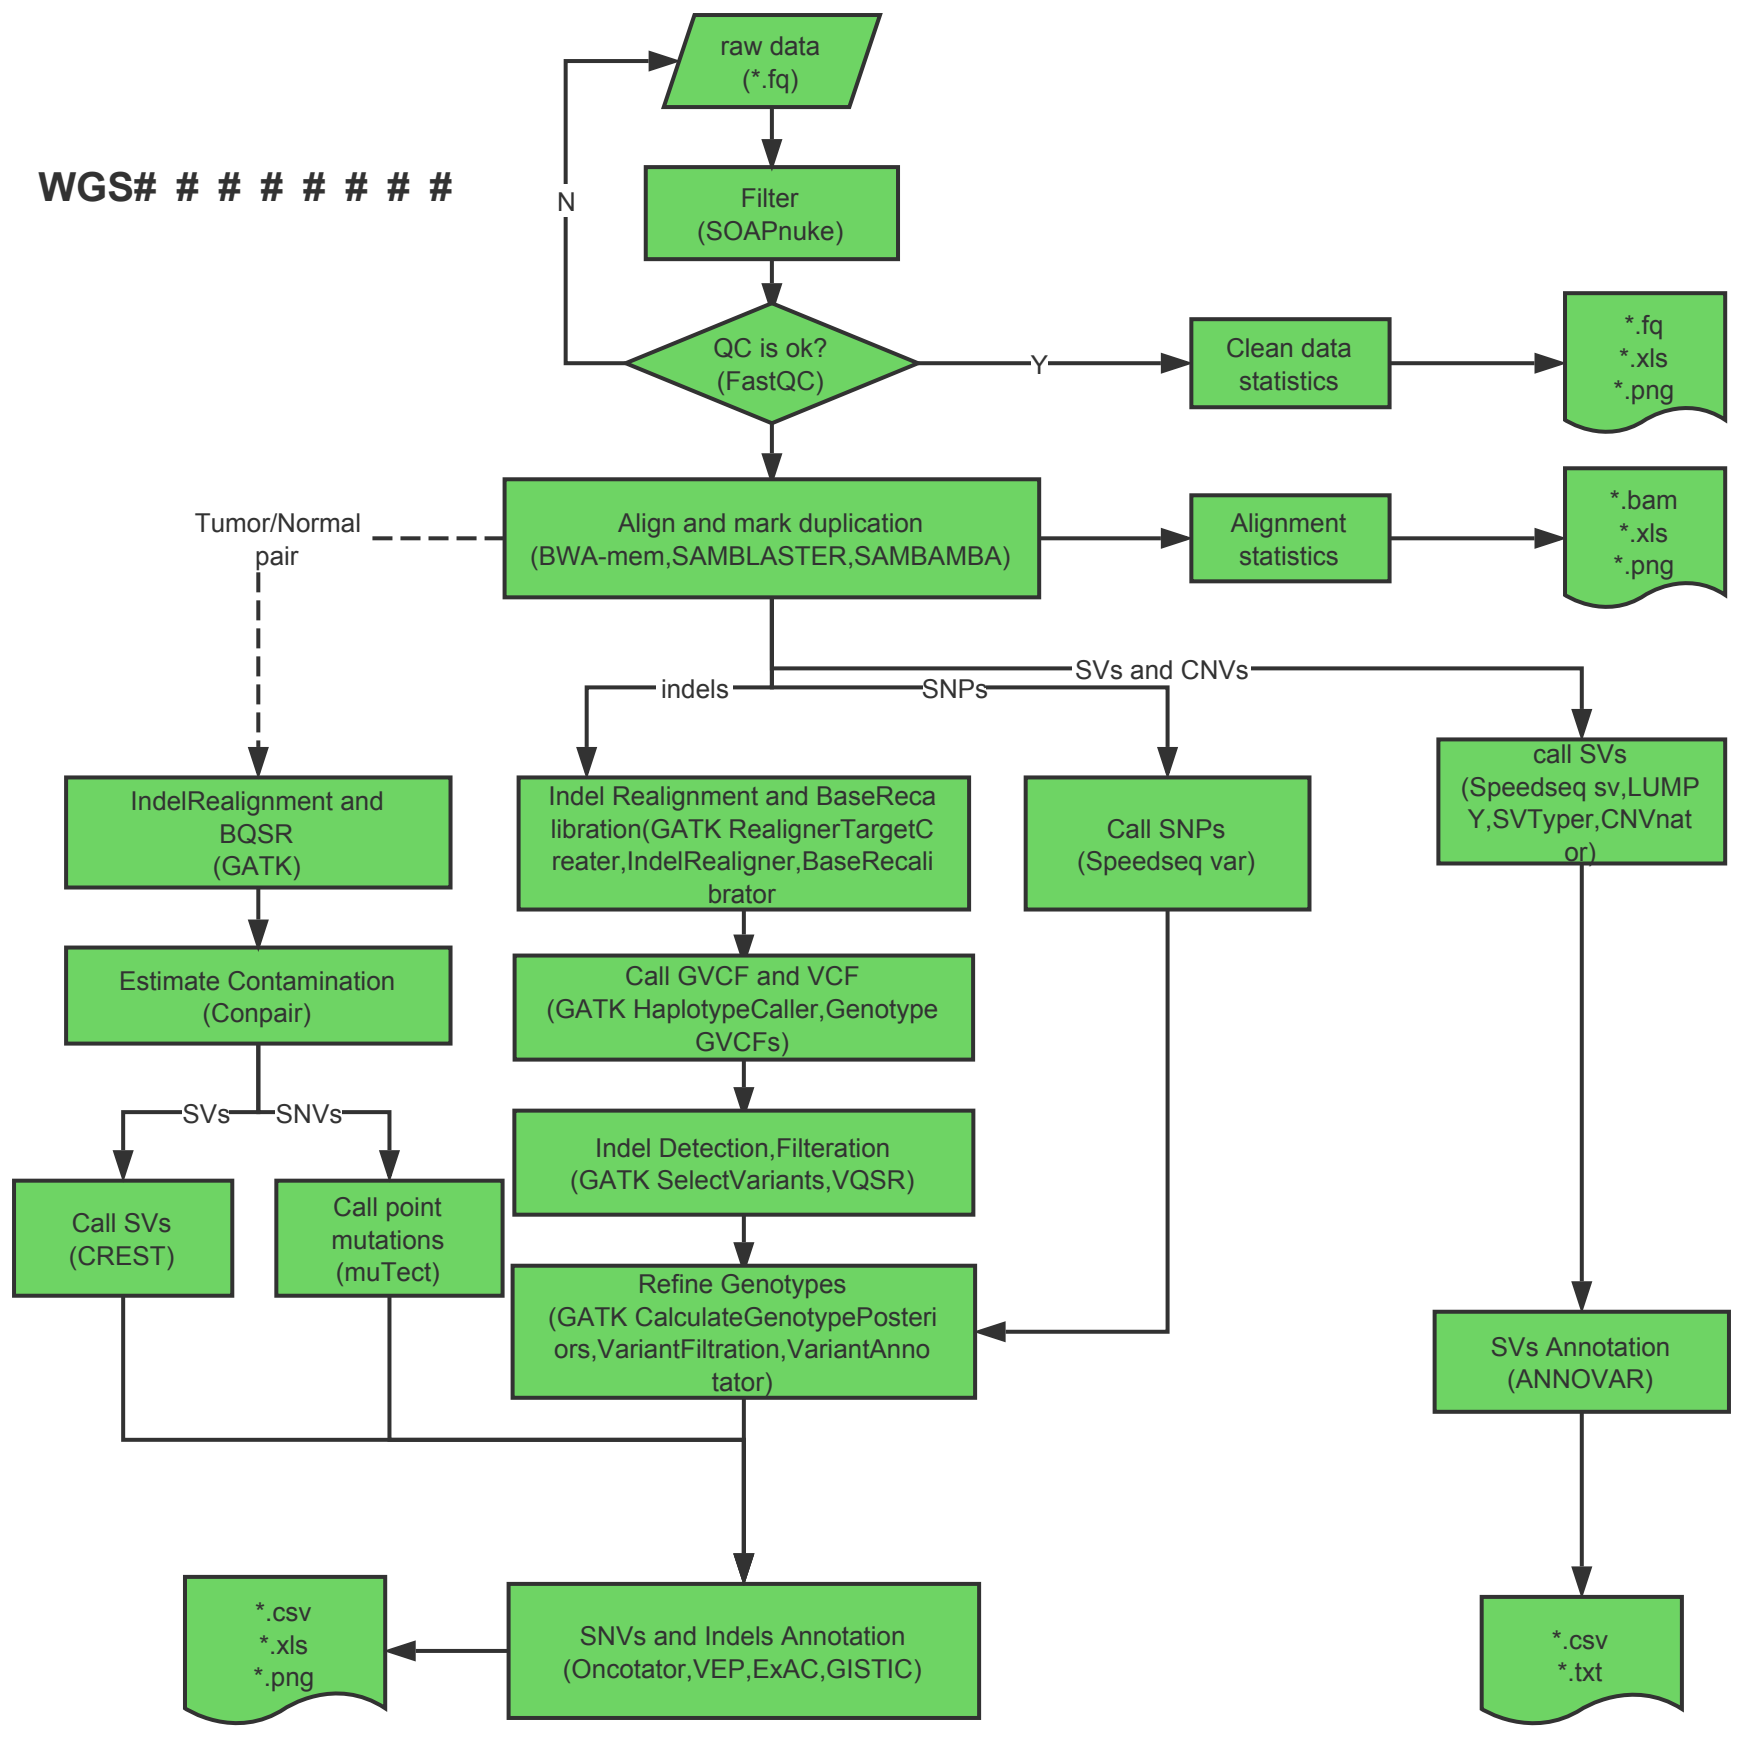 raw data
(*.fq)
WGS# # # # # # # #
N
Filter
(SOAPnuke)
QC is ok?
(FastQC)
Y
Clean data
statistics
*.fq
*.xls
*.png
Tumor/Normal
pair
Align and mark duplication
(BWA-mem,SAMBLASTER,SAMBAMBA)
Alignment
statistics
*.bam
*.xls
*.png
indels
SNPs
SVs and CNVs
IndelRealignment and
BQSR
(GATK)
Indel Realignment and BaseReca
libration(GATK RealignerTargetC
reater,IndelRealigner,BaseRecali
brator
Call SNPs
(Speedseq var)
call SVs
(Speedseq sv,LUMP
Y,SVTyper,CNVnat
or)
Estimate Contamination
(Conpair)
Call GVCF and VCF
(GATK HaplotypeCaller,Genotype
GVCFs)
SVs
SNVs
Call SVs
(CREST)
Call point
mutations
(muTect)
Indel Detection,Filteration
(GATK SelectVariants,VQSR)
Refine Genotypes
(GATK CalculateGenotypePosteri
ors,VariantFiltration,VariantAnno
tator)
SVs Annotation
(ANNOVAR)
*.csv
*.xls
*.png
SNVs and Indels Annotation
(Oncotator,VEP,ExAC,GISTIC)
*.csv
*.txt